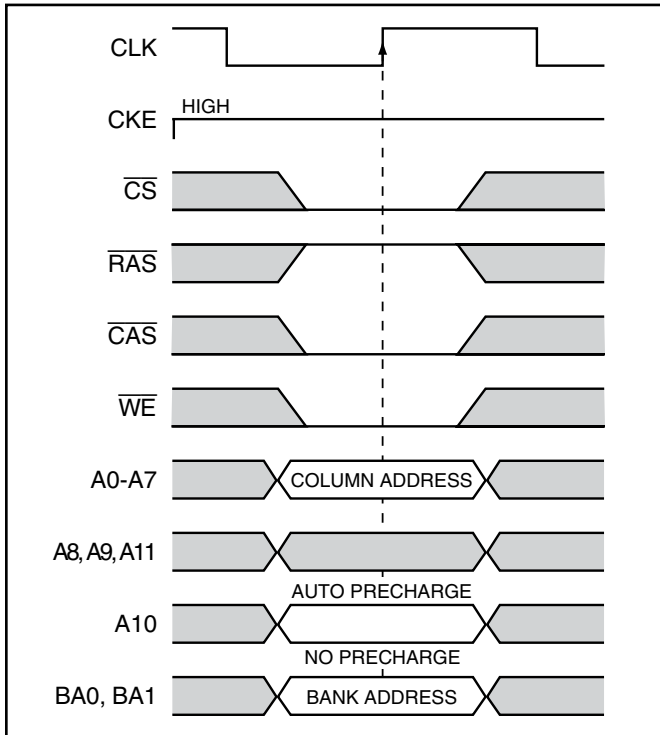 CLK
CKE HIGH
CS
RAS
CAS
WE
A0-A7 COLUMN ADDRESS
A8, A9, A11
AUTO PRECHARGE
A10
NO PRECHARGE
BA0, BA1 BANK ADDRESS